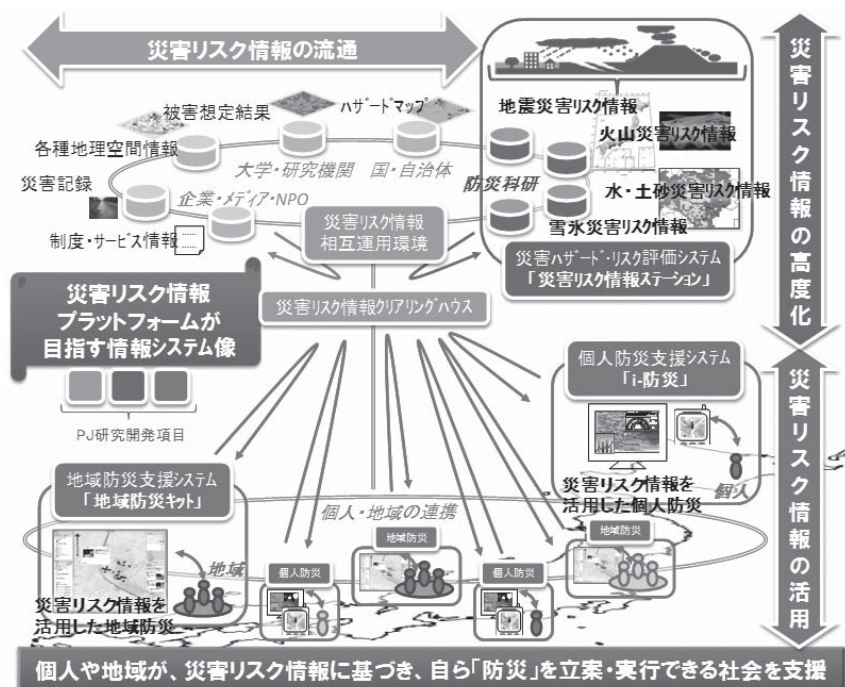 災害リスク情報の流通
災害リスク情報の高度化
被害想定結果
ハザードマップ
各種地理空間情報
災害記録
大学・研究機関
国・自治体
企業・メディア・NPO
制度・サービス情報
災害リスク情報
相互運用環境
地震災害リスク情報
火山災害リスク情報
防災科研
水・土砂災害リスク情報
雪氷災害リスク情報
災害ハザード・リスク評価システム
「災害リスク情報ステーション」
災害リスク情報
プラットフォームが
目指す情報システム像
災害リスク情報クリアリングハウス
PJ研究開発項目
個人防災支援システム
「i-防災」
災害リスク情報の活用
災害リスク情報を
活用した個人防災
個人
地域防災支援システム
「地域防災キット」
個人・地域の連携
地域
災害リスク情報を
活用した地域防災
個人防災
地域防災
個人防災
地域防災
個人や地域が、災害リスク情報に基づき、自ら「防災」を立案・実行できる社会を支援